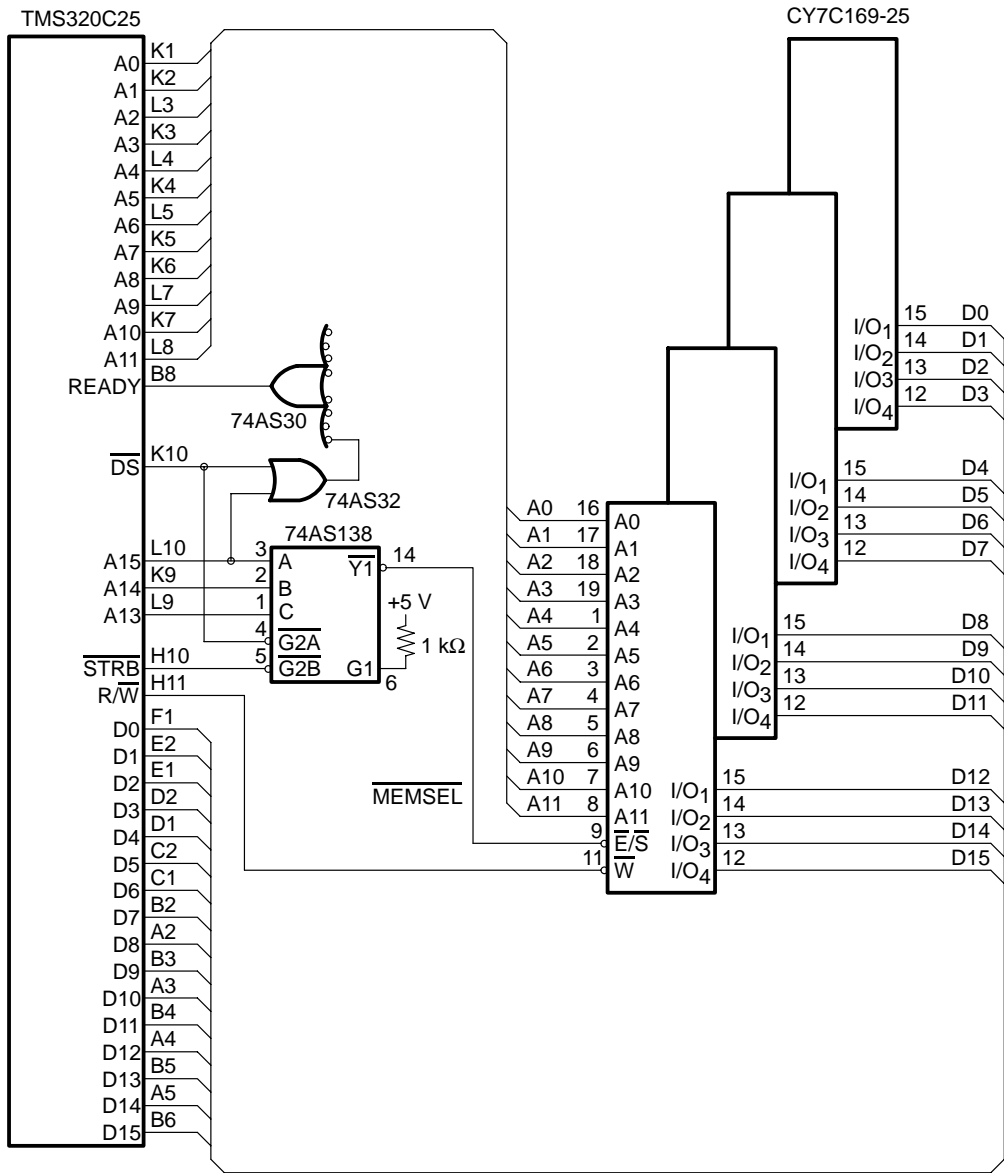 TMS320C25
CY7C169-25
A0 K1
A1 K2
A2 L3
A3 K3
A4 L4
A5 K4
A6 L5
A7 K5
A8 K6
A9 L7
A10 K7
A11 L8
READY B8
74AS30
DS K10
74AS32
74AS138
A15 L10 3 A Y1 14
A14 K9 2 B
A13 L9 1 C
+5 V
1 kΩ
4 G2A
STRB H10 5 G2B G1 6
R/W H11
D0 F1
D1 E2
D2 E1
D3 D2
D4 D1
D5 C2
D6 C1
D7 B2
D8 A2
D9 B3
D10 A3
D11 B4
D12 A4
D13 B5
D14 A5
D15 B6
MEMSEL
I/O1 15 D0
I/O2 14 D1
I/O3 13 D2
I/O4 12 D3
I/O1 15 D4
I/O2 14 D5
I/O3 13 D6
I/O4 12 D7
I/O1 15 D8
I/O2 14 D9
I/O3 13 D10
I/O4 12 D11
A0 16 A0
A1 17 A1
A2 18 A2
A3 19 A3
A4 1 A4
A5 2 A5
A6 3 A6
A7 4 A7
A8 5 A8
A9 6 A9
A10 7 A10 I/O1 15 D12
A11 8 A11 I/O2 14 D13
9 E/S I/O3 13 D14
11 W I/O4 12 D15